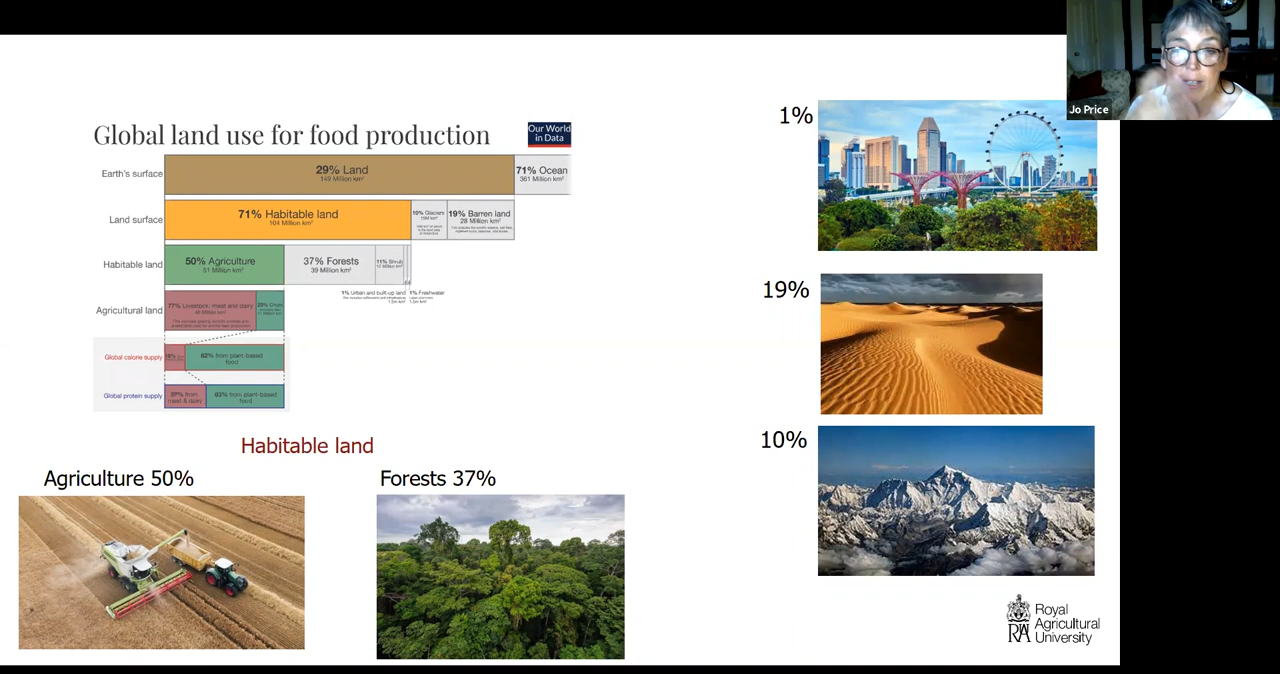 Jo Price
Global land use for food production
Our World
in Data
Earth's surface
29% Land
149 Million km²
71% Ocean
361 Million km²
Land surface
71% Habitable land
104 Million km²
10% Glaciers
19% Barren land
28 Million km²
Habitable land
50% Agriculture
51 Million km²
37% Forests
39 Million km²
11% Shrub
1% Urban and built-up land
1% Freshwater
Agricultural land
77% Livestock: meat and dairy
40 Million km²
23% Crops
Global calorie supply
82% from plant-based
food
Global protein supply
meat & dairy
63% from plant-based
food
1%
19%
10%
Habitable land
Agriculture 50%
Forests 37%
Royal
Agricultural
University